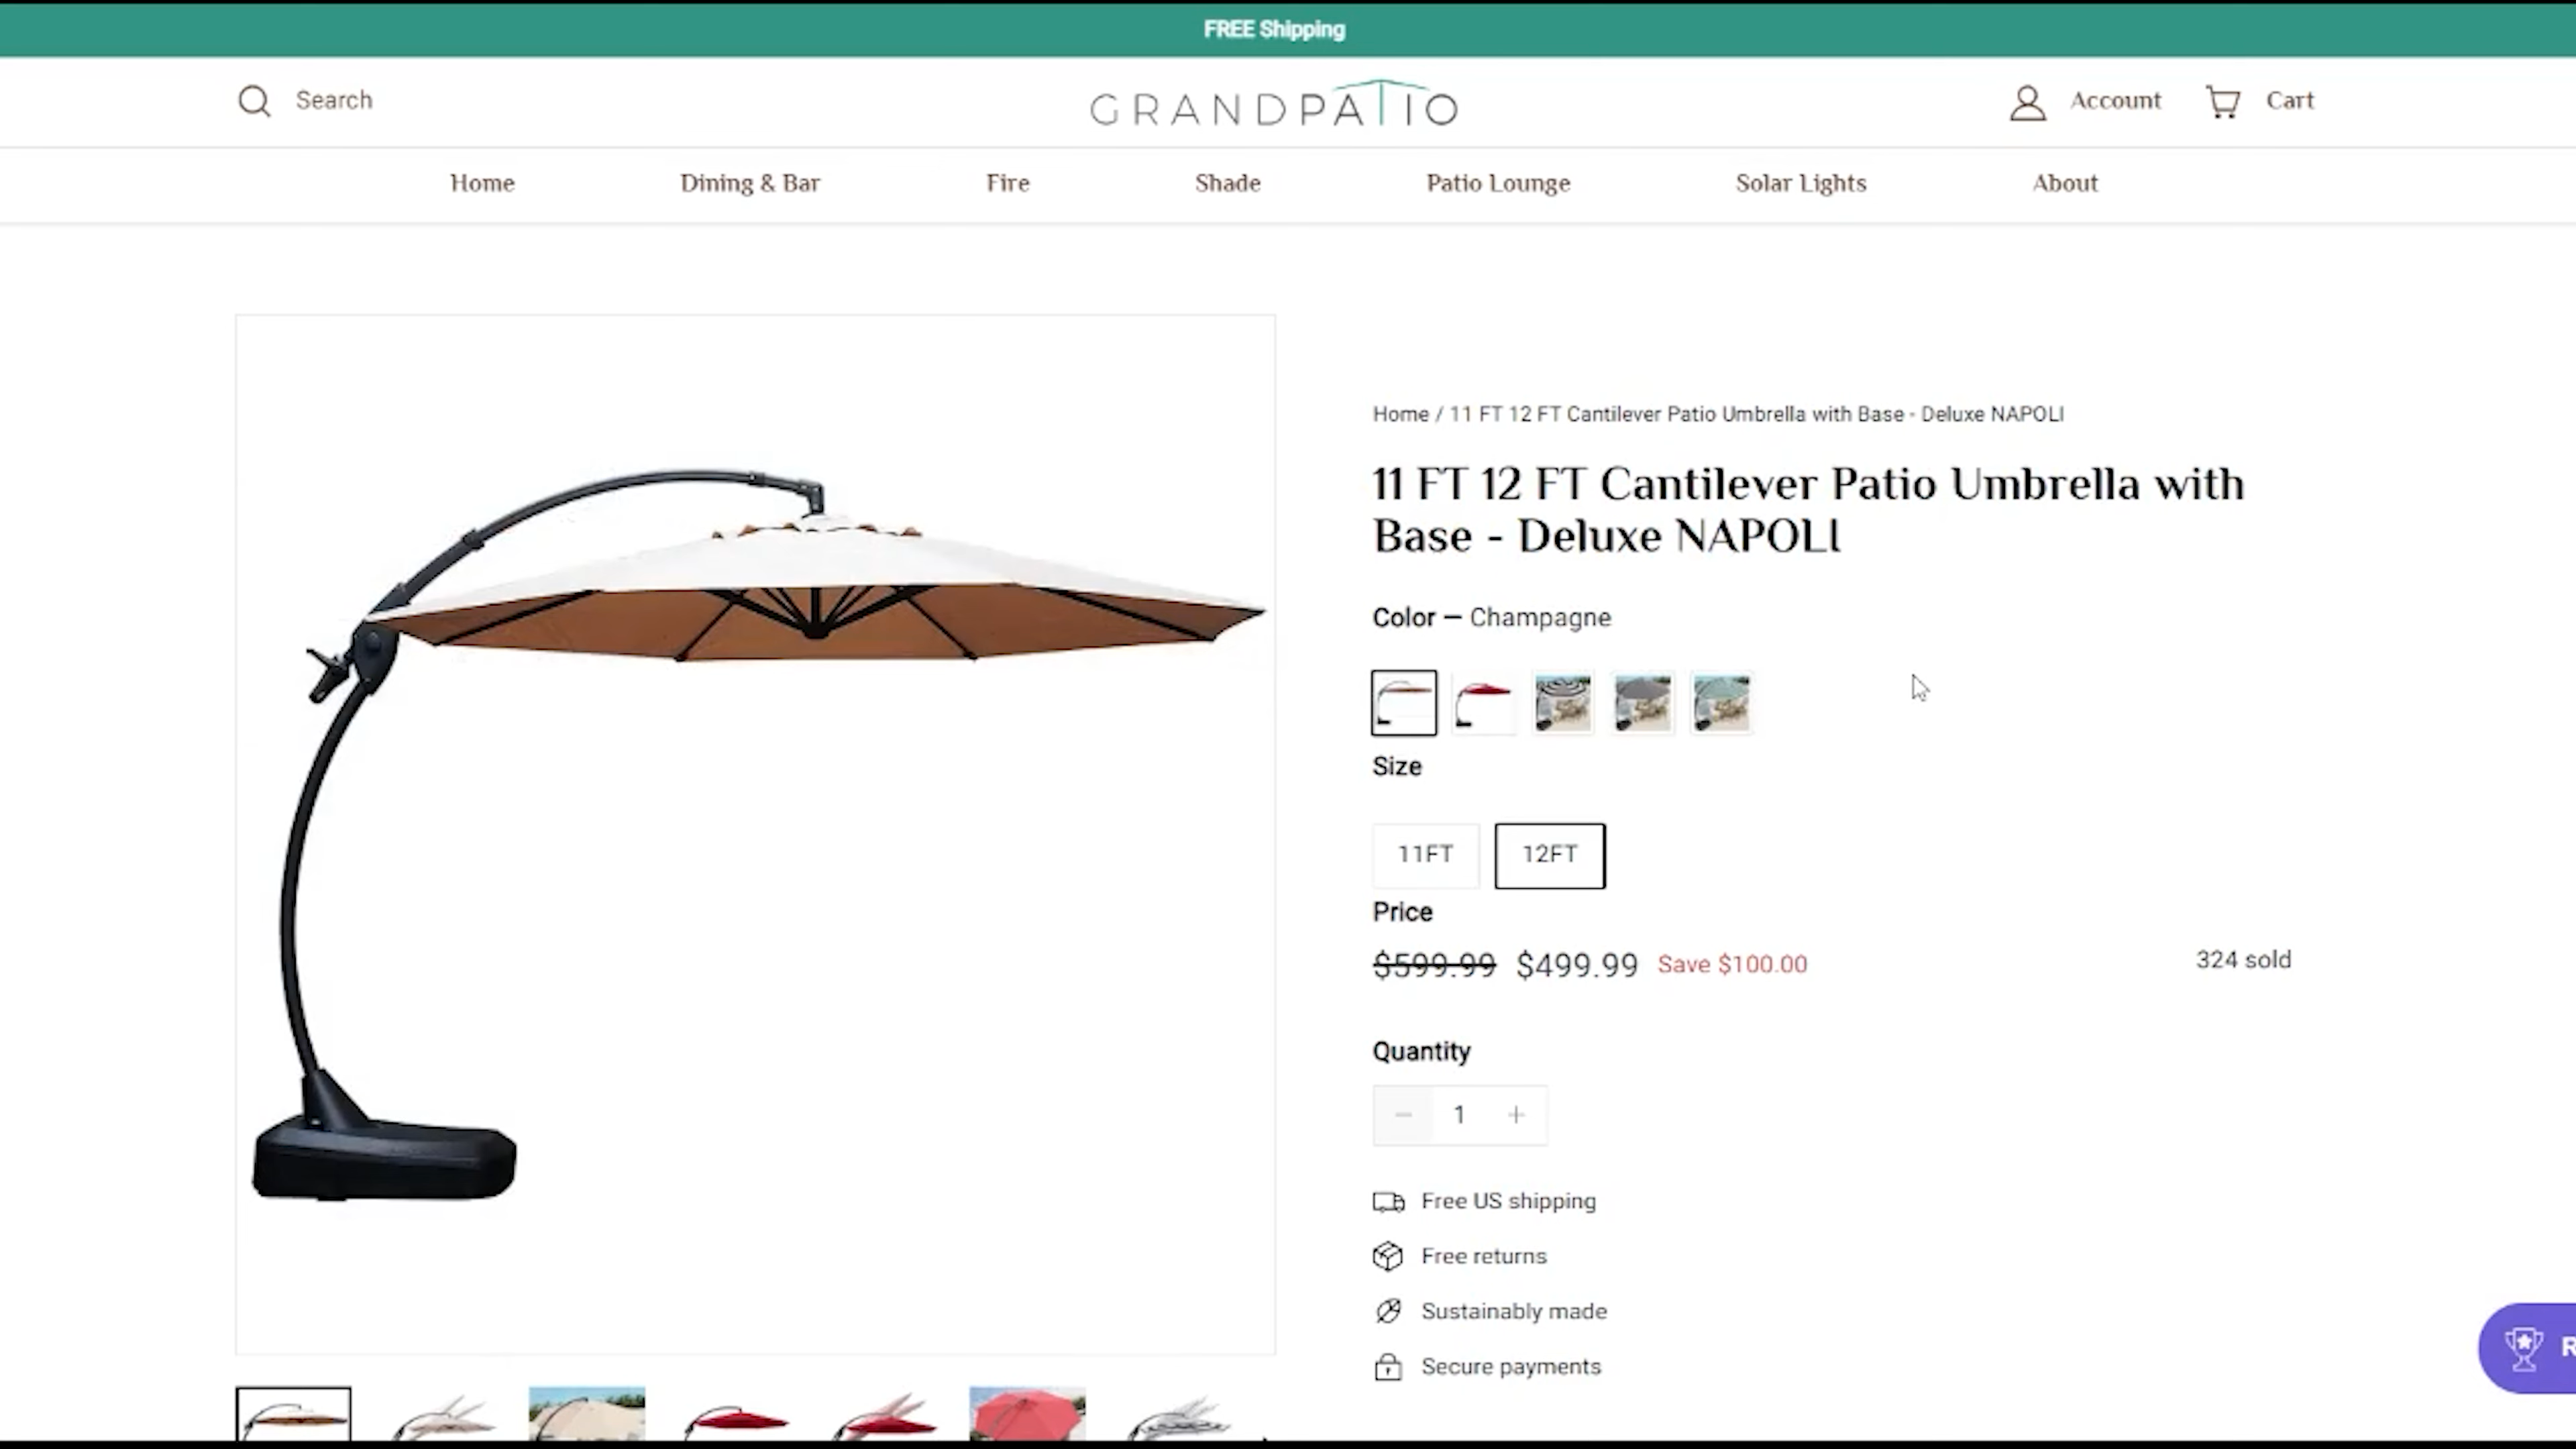 FREE Shipping
Search
GRANDPATIO
Account
Cart
Home
Dining & Bar
Fire
Shade
Patio Lounge
Solar Lights
About
Home / 11 FT 12 FT Cantilever Patio Umbrella with Base - Deluxe NAPOLI
11 FT 12 FT Cantilever Patio Umbrella with
Base - Deluxe NAPOLI
Color — Champagne
Size
11FT
12FT
Price
$599.99 $499.99 Save $100.00
324 sold
Quantity
− 1 +
Free US shipping
Free returns
Sustainably made
Secure payments